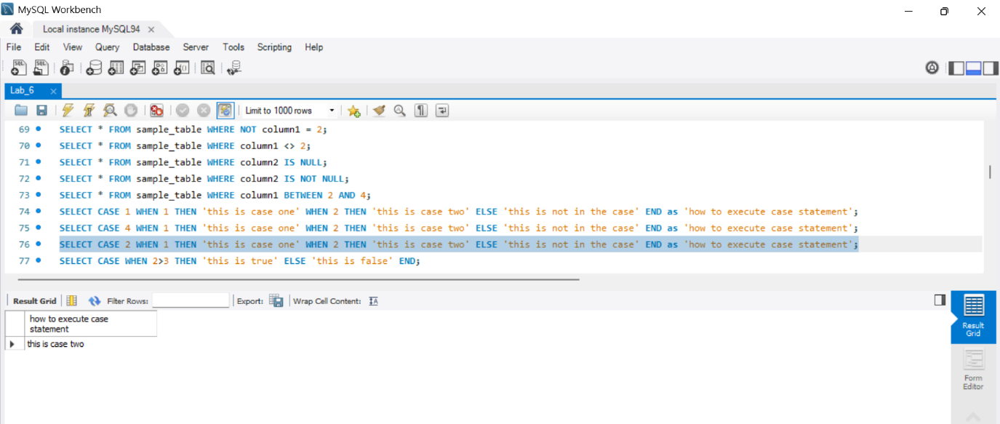 MySQL Workbench
Local instance MySQL94
File Edit View Query Database Server Tools Scripting Help
Lab_6
Limit to 1000 rows
69 SELECT * FROM sample_table WHERE NOT column1 = 2;
70 SELECT * FROM sample_table WHERE column1 <> 2;
71 SELECT * FROM sample_table WHERE column2 IS NULL;
72 SELECT * FROM sample_table WHERE column2 IS NOT NULL;
73 SELECT * FROM sample_table WHERE column1 BETWEEN 2 AND 4;
74 SELECT CASE 1 WHEN 1 THEN 'this is case one' WHEN 2 THEN 'this is case two' ELSE 'this is not in the case' END as 'how to execute case statement';
75 SELECT CASE 4 WHEN 1 THEN 'this is case one' WHEN 2 THEN 'this is case two' ELSE 'this is not in the case' END as 'how to execute case statement';
76 SELECT CASE 2 WHEN 1 THEN 'this is case one' WHEN 2 THEN 'this is case two' ELSE 'this is not in the case' END as 'how to execute case statement';
77 SELECT CASE WHEN 2>3 THEN 'this is true' ELSE 'this is false' END;
Result Grid Filter Rows: Export: Wrap Cell Content: IA
how to execute case
statement
this is case two
Result
Grid
Form
Editor